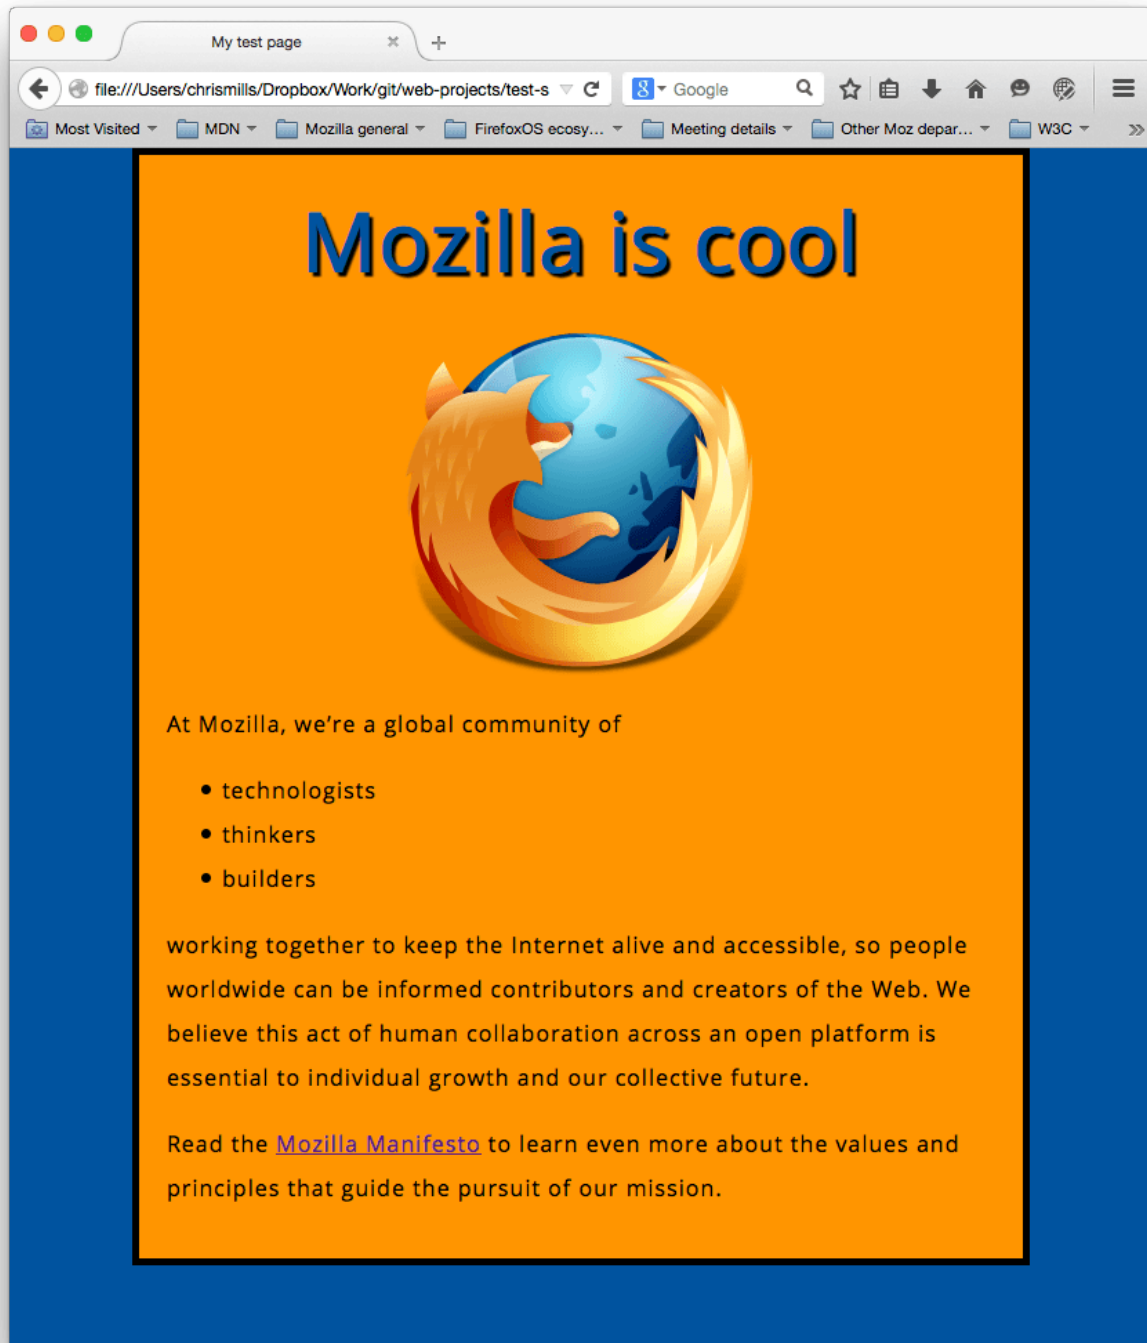 My test page
file:///Users/chrismills/Dropbox/Work/git/web-projects/test-s
Google
Most Visited MDN Mozilla general FirefoxOS ecosy... Meeting details Other Moz depar... W3C
Mozilla is cool
At Mozilla, we’re a global community of
• technologists
• thinkers
• builders
working together to keep the Internet alive and accessible, so people
worldwide can be informed contributors and creators of the Web. We
believe this act of human collaboration across an open platform is
essential to individual growth and our collective future.
Read the Mozilla Manifesto to learn even more about the values and
principles that guide the pursuit of our mission.